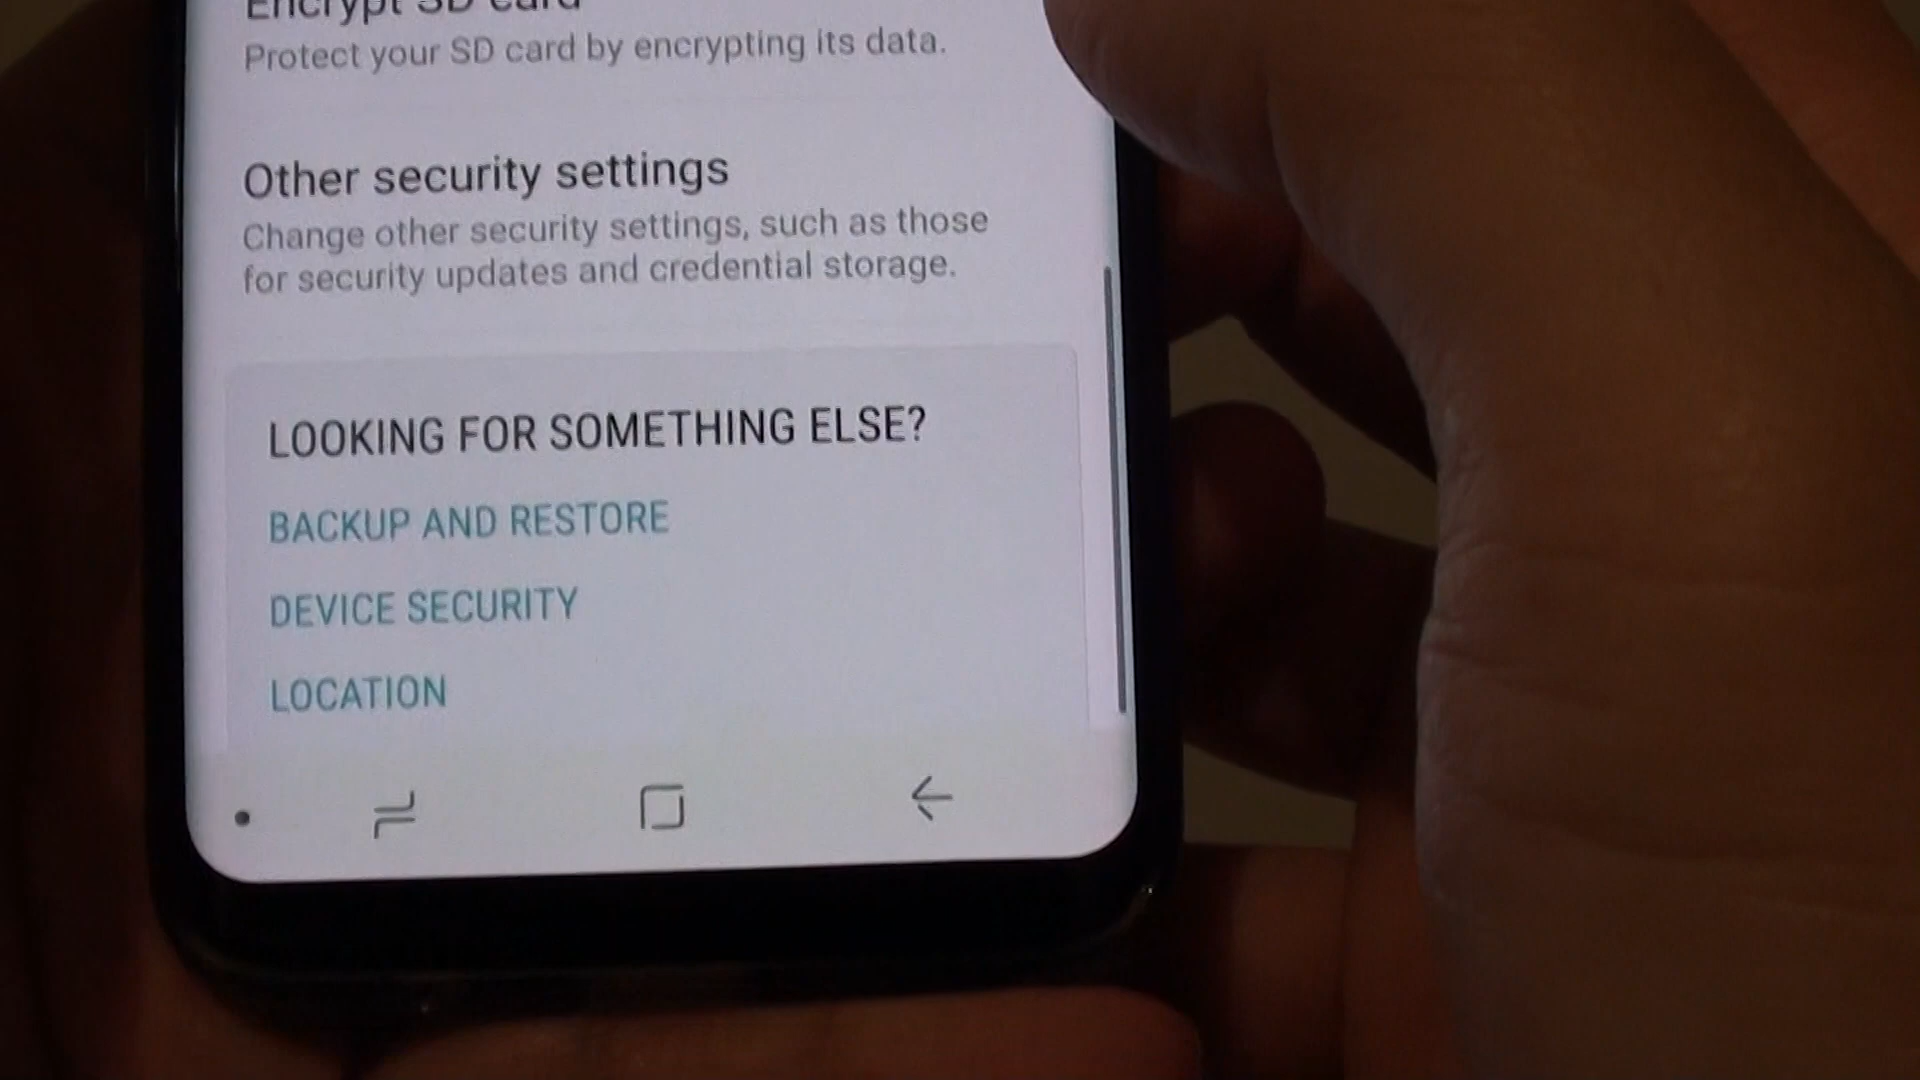 Encrypt SD card
Protect your SD card by encrypting its data.
Other security settings
Change other security settings, such as those
for security updates and credential storage.
LOOKING FOR SOMETHING ELSE?
BACKUP AND RESTORE
DEVICE SECURITY
LOCATION